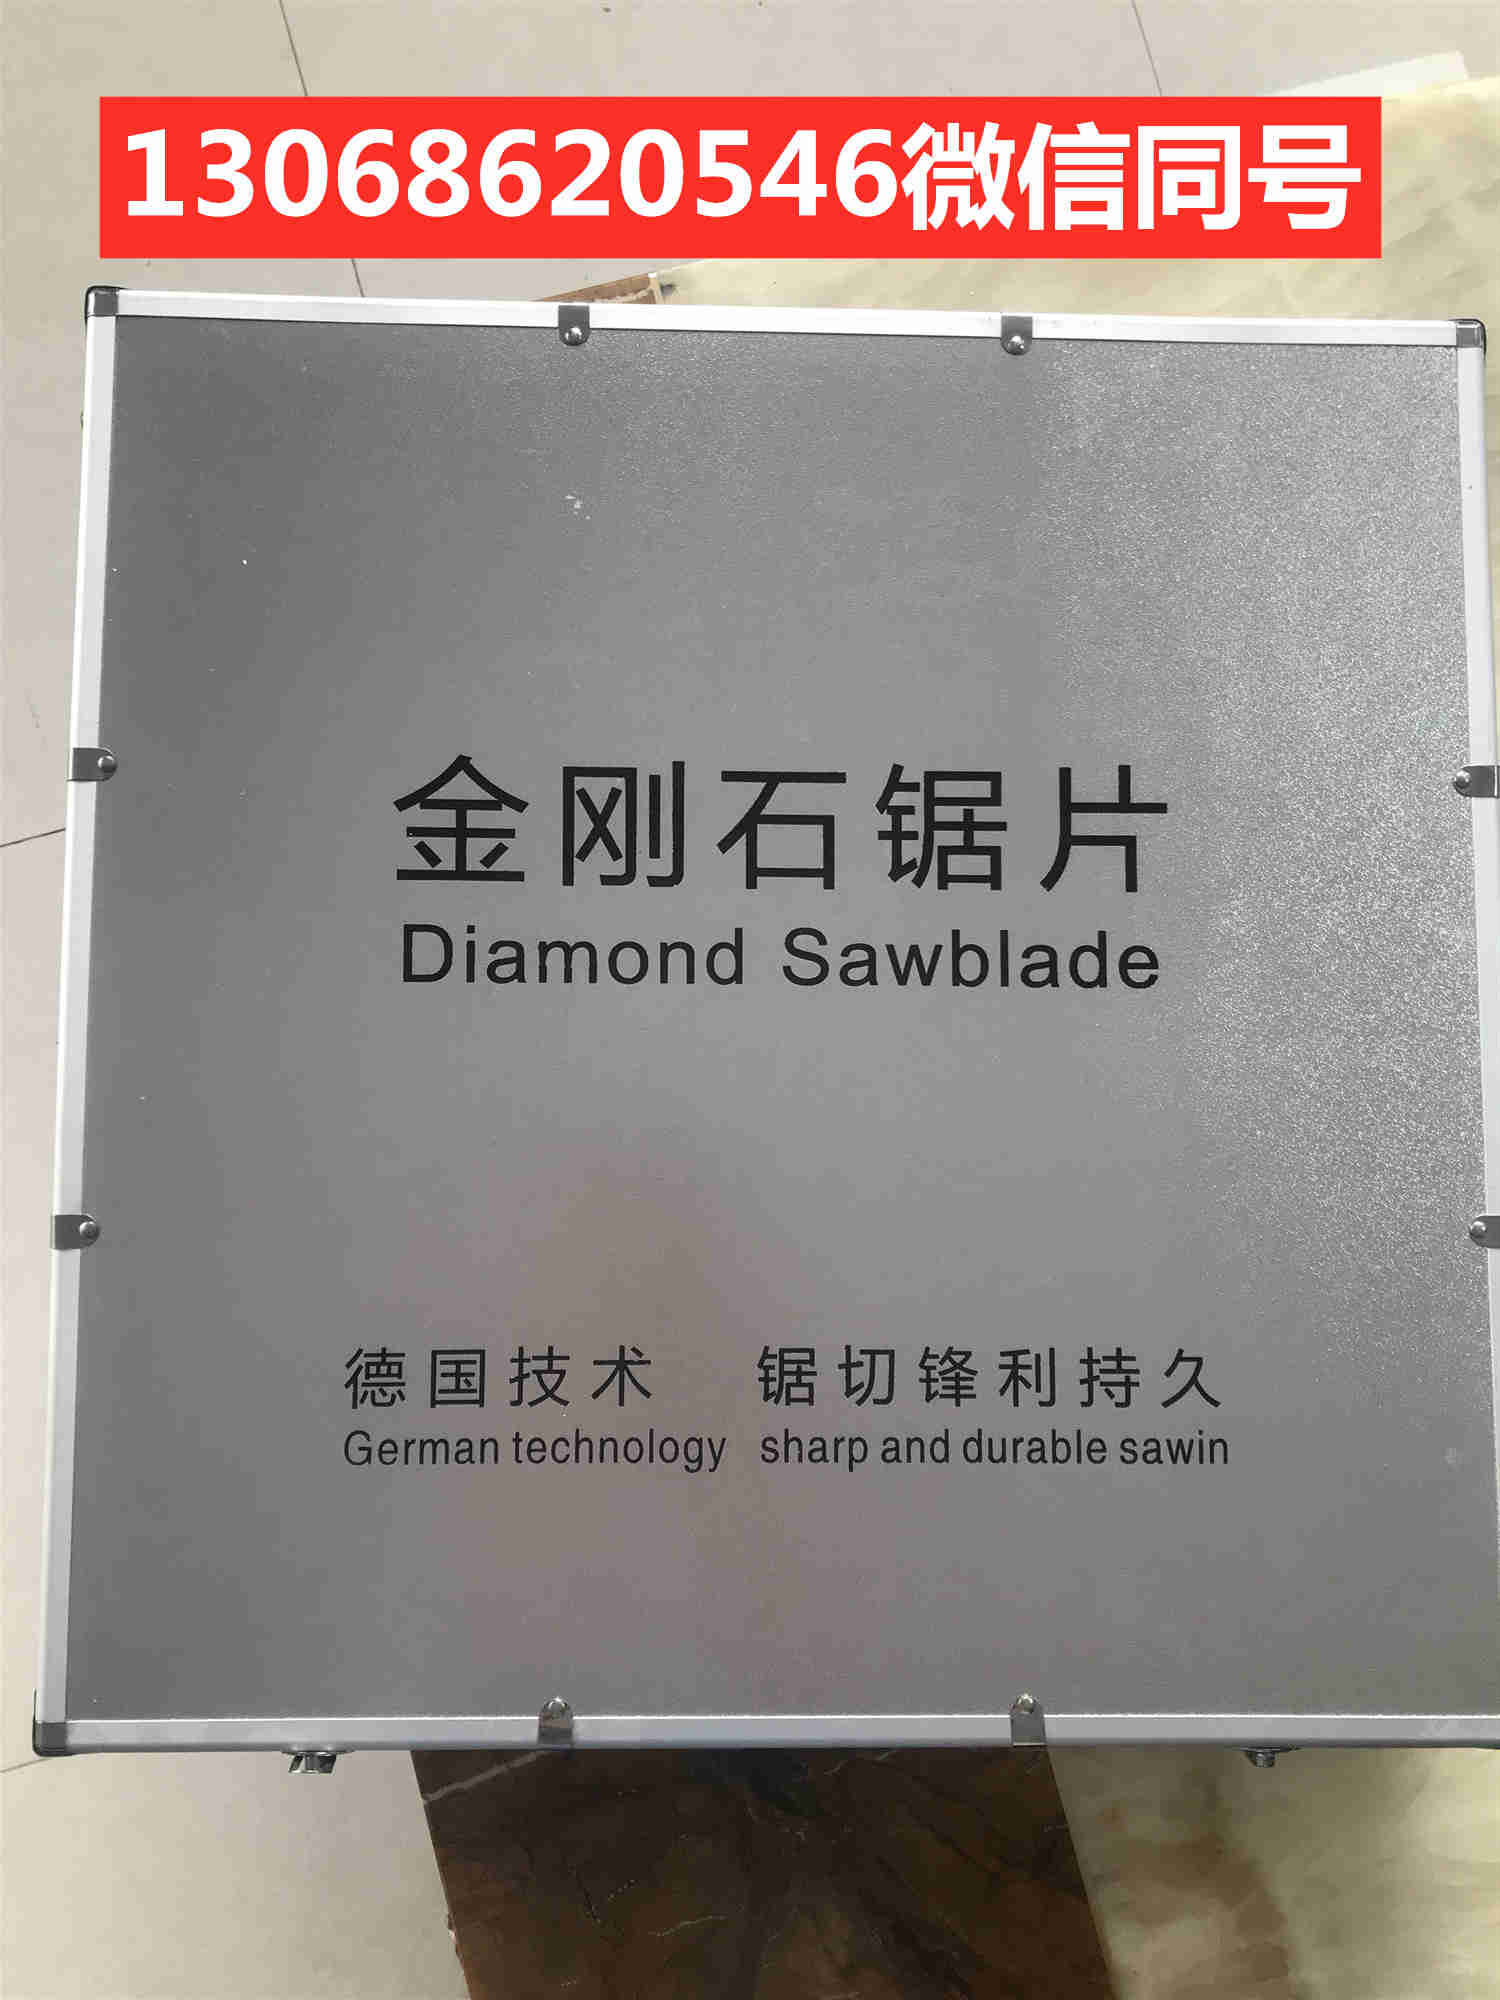 13068620546微信同号
金刚石锯片
Diamond Sawblade
德国技术 锯切锋利持久
German technology sharp and durable sawin